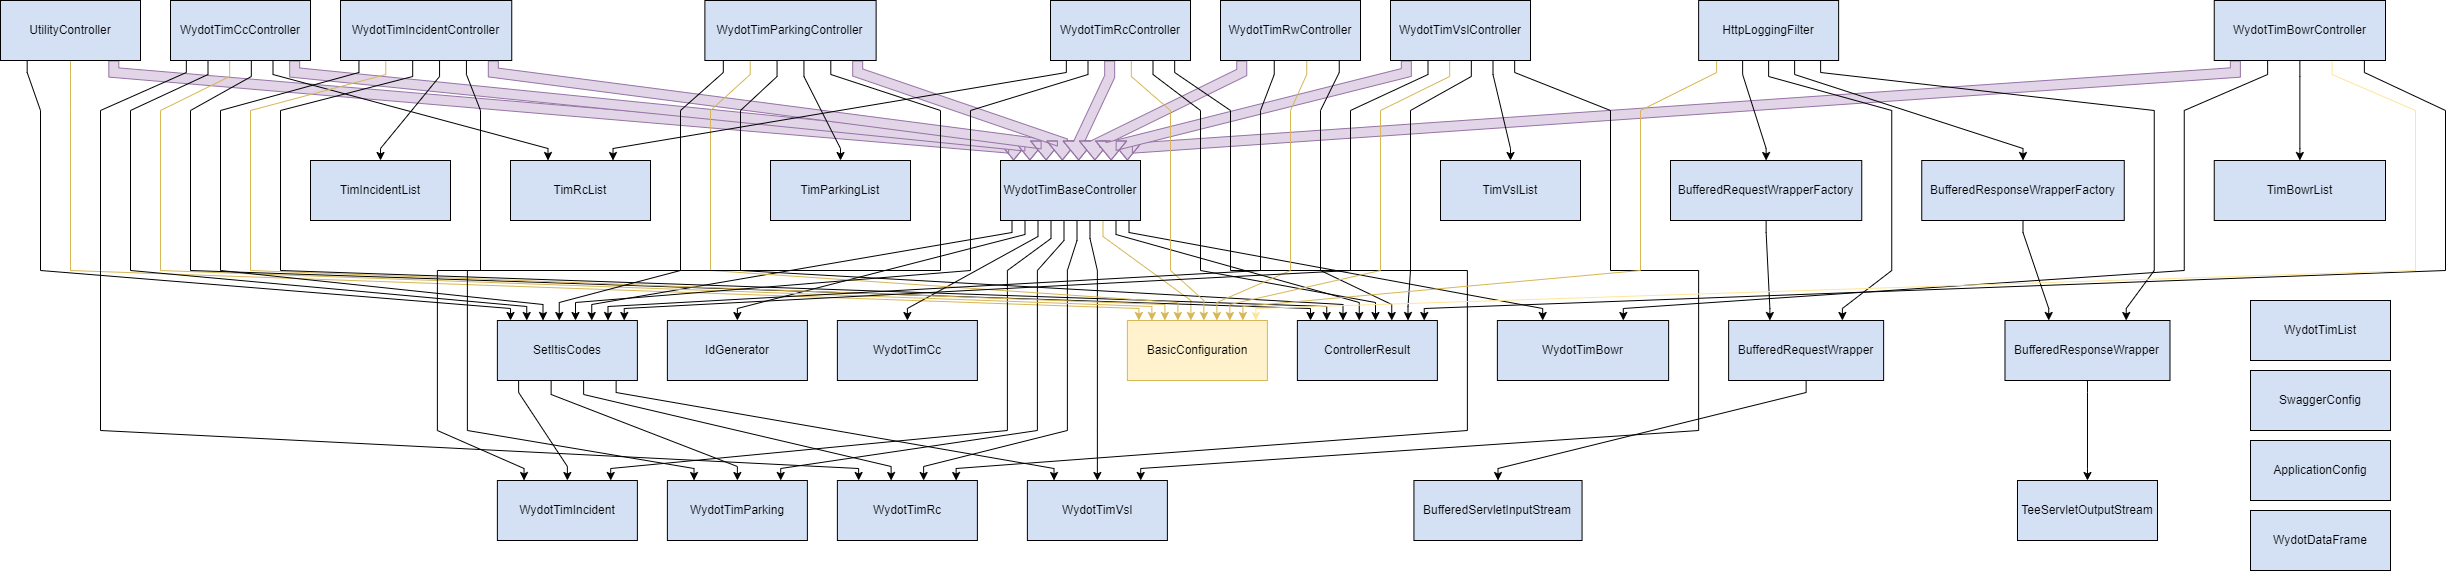 UtilityController
WydotTimCcController
WydotTimIncidentController
WydotTimParkingController
WydotTimRcController
WydotTimRwController
WydotTimVslController
HttpLoggingFilter
WydotTimBowrController
TimIncidentList
TimRcList
TimParkingList
WydotTimBaseController
TimVslList
BufferedRequestWrapperFactory
BufferedResponseWrapperFactory
TimBowrList
SetItisCodes
IdGenerator
WydotTimCc
BasicConfiguration
ControllerResult
WydotTimBowr
BufferedRequestWrapper
BufferedResponseWrapper
WydotTimList
SwaggerConfig
ApplicationConfig
WydotTimIncident
WydotTimParking
WydotTimRc
WydotTimVsl
BufferedServletInputStream
TeeServletOutputStream
WydotDataFrame